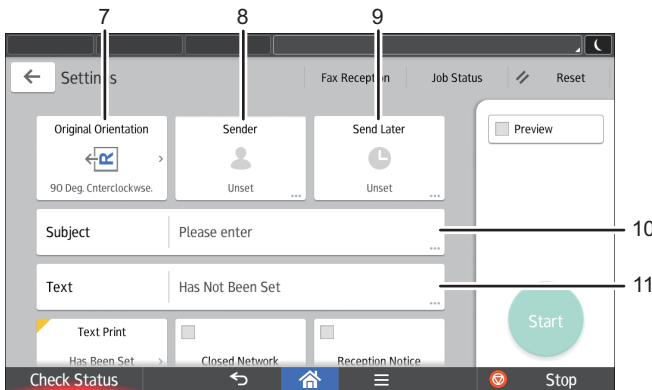 7 8 9
Settings Fax Reception Job Status Reset
Original Orientation Sender Send Later Preview
R
90 Deg. Cnterclockwse. Unset Unset
Subject Please enter 10
Text Has Not Been Set 11
Start
Text Print
Has Been Set Closed Network Reception Notice
Check Status Stop